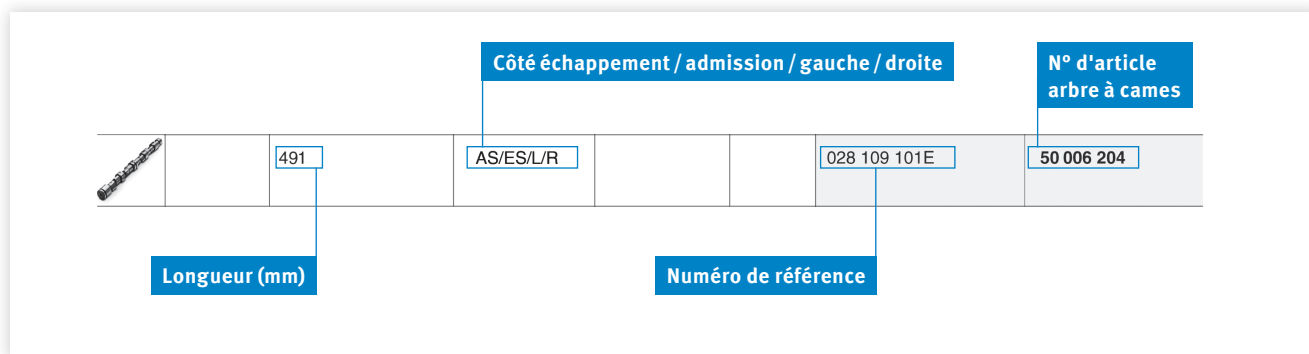 Côté échappement / admission / gauche / droite
N° d'article
arbre à cames
491
AS/ES/L/R
028 109 101E
50 006 204
Longueur (mm)
Numéro de référence